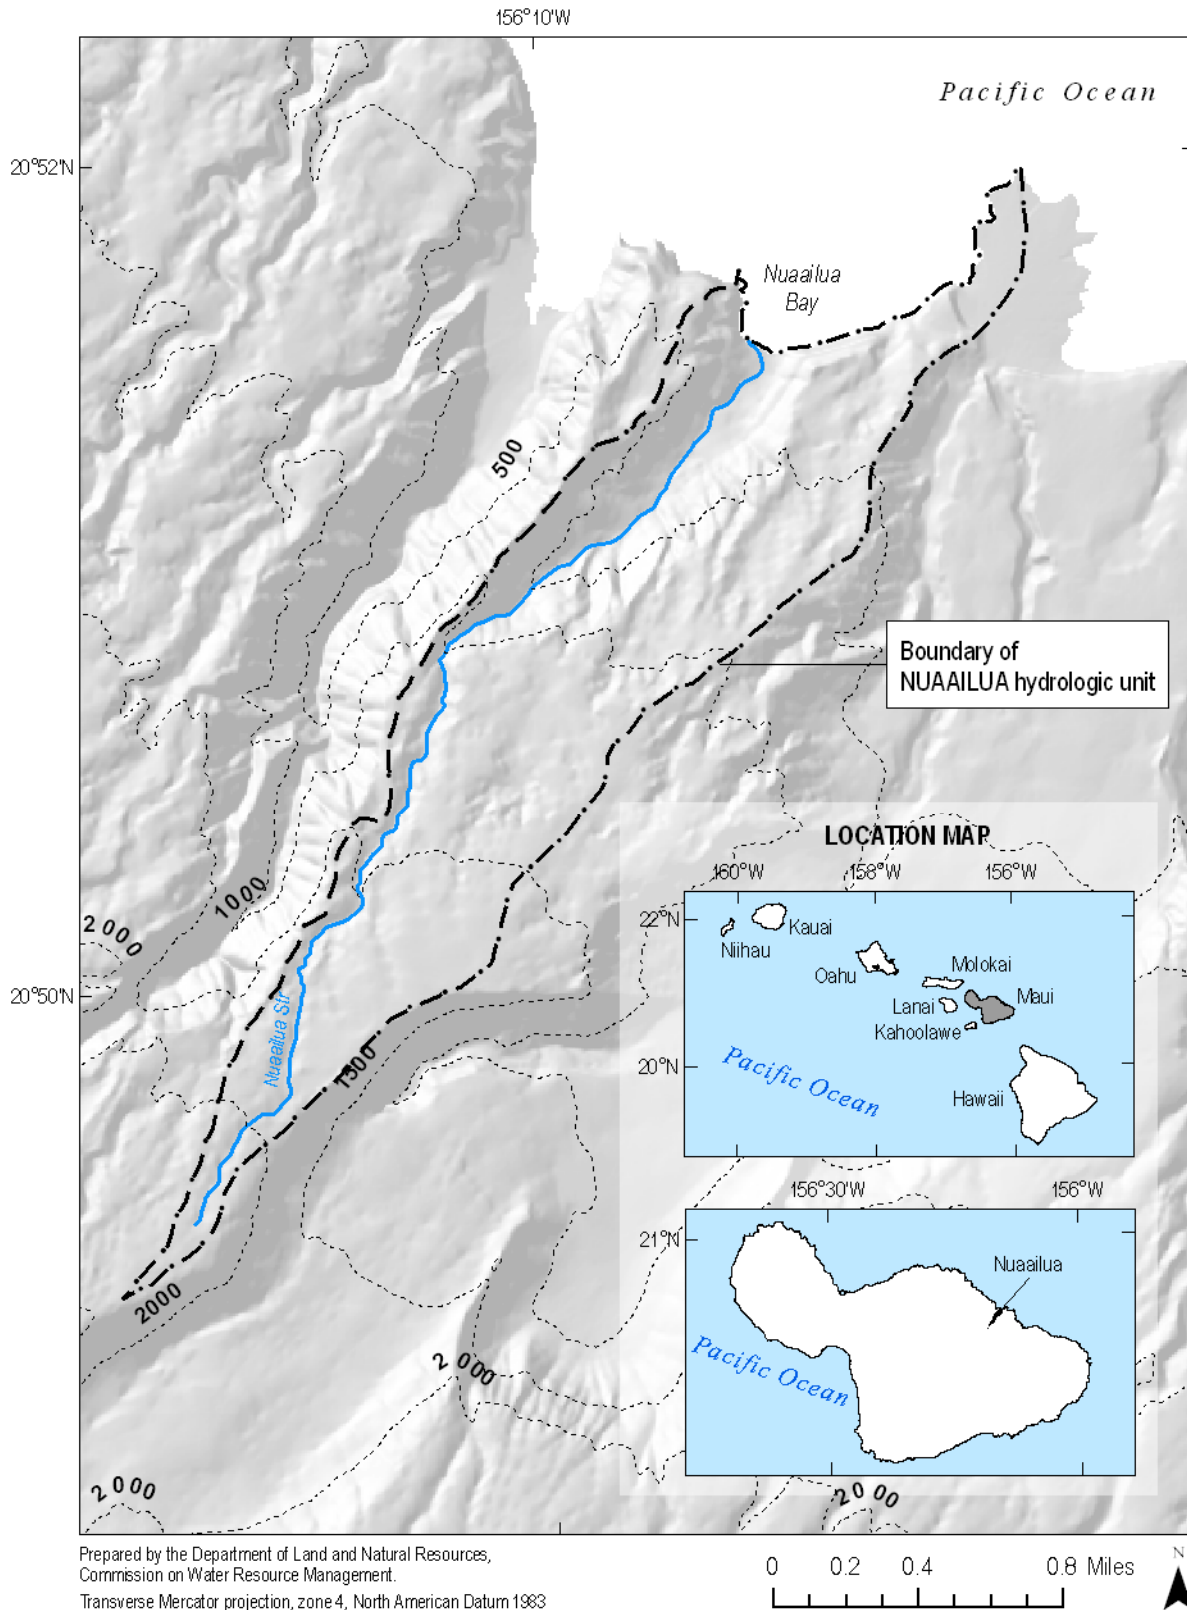 156°10'W
Pacific Ocean
20°52'N
Nuaailua
Bay
500
Boundary of
NUAAILUA hydrologic unit
LOCATION MAP
160°W
158°W
156°W
22°N
Kauai
Niihau
Oahu
Molokai
Lanai
Maui
Kahoolawe
20°N
Pacific Ocean
Hawaii
1000
2000
20°50'N
Nuaailua Str
1500
156°30'W
156°W
21°N
Nuaailua
Pacific Ocean
2000
2000
2000
2000
Prepared by the Department of Land and Natural Resources,
Commission on Water Resource Management.
Transverse Mercator projection, zone 4, North American Datum 1983
0 0.2 0.4 0.8 Miles
N